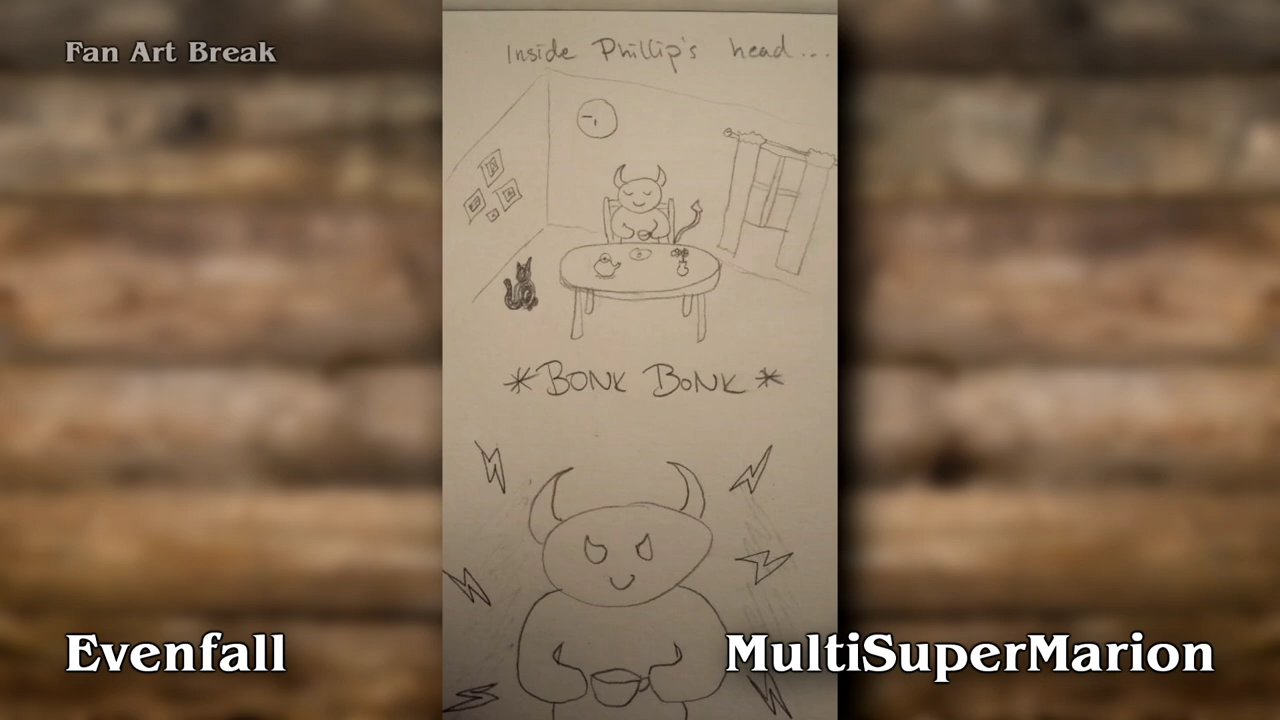 Fan Art Break
Inside Phillip's head...
*BONK BONK*
Evenfall
MultiSuperMarion